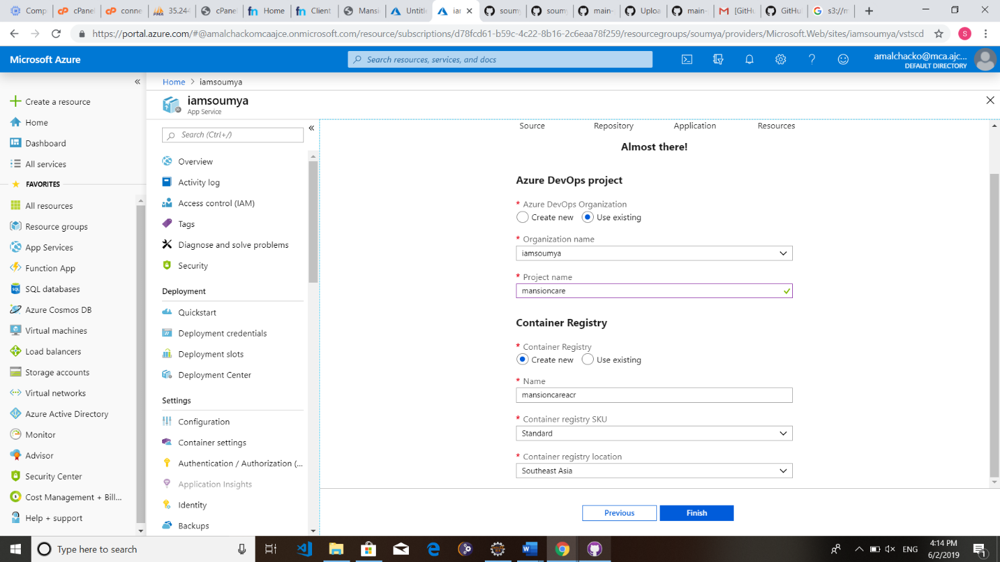 Comp
cPanel
conne
35.244
cPanel
Home
Client
Mansi
Untitle
iar
soumy
soumy
main-
Uploa
main-
[GitHu
GitHu
s3://m
https://portal.azure.com/#@amalchackomcaajce.onmicrosoft.com/resource/subscriptions/d78fcd61-b59c-4c22-8b16-2c6eaa78f259/resourcegroups/soumya/providers/Microsoft.Web/sites/iamsoumya/vstscd
S
Microsoft Azure
Search resources, services, and docs
amalchacko@mca.ajc...
DEFAULT DIRECTORY
Home > iamsoumya
iamsoumya
App Service
Create a resource
Home
Dashboard
All services
FAVORITES
All resources
Resource groups
App Services
Function App
SQL databases
Azure Cosmos DB
Virtual machines
Load balancers
Storage accounts
Virtual networks
Azure Active Directory
Monitor
Advisor
Security Center
Cost Management + Bill...
Help + support
Search (Ctrl+/)
Overview
Activity log
Access control (IAM)
Tags
Diagnose and solve problems
Security
Deployment
Quickstart
Deployment credentials
Deployment slots
Deployment Center
Settings
Configuration
Container settings
Authentication / Authorization (...
Application Insights
Identity
Backups
Source Repository Application Resources
Almost there!
Azure DevOps project
* Azure DevOps Organization
Create new Use existing
* Organization name
iamsoumya
* Project name
mansioncare
Container Registry
* Container Registry
Create new Use existing
* Name
mansioncareacr
* Container registry SKU
Standard
* Container registry location
Southeast Asia
Previous Finish
Type here to search
ENG
4:14 PM
6/2/2019
1